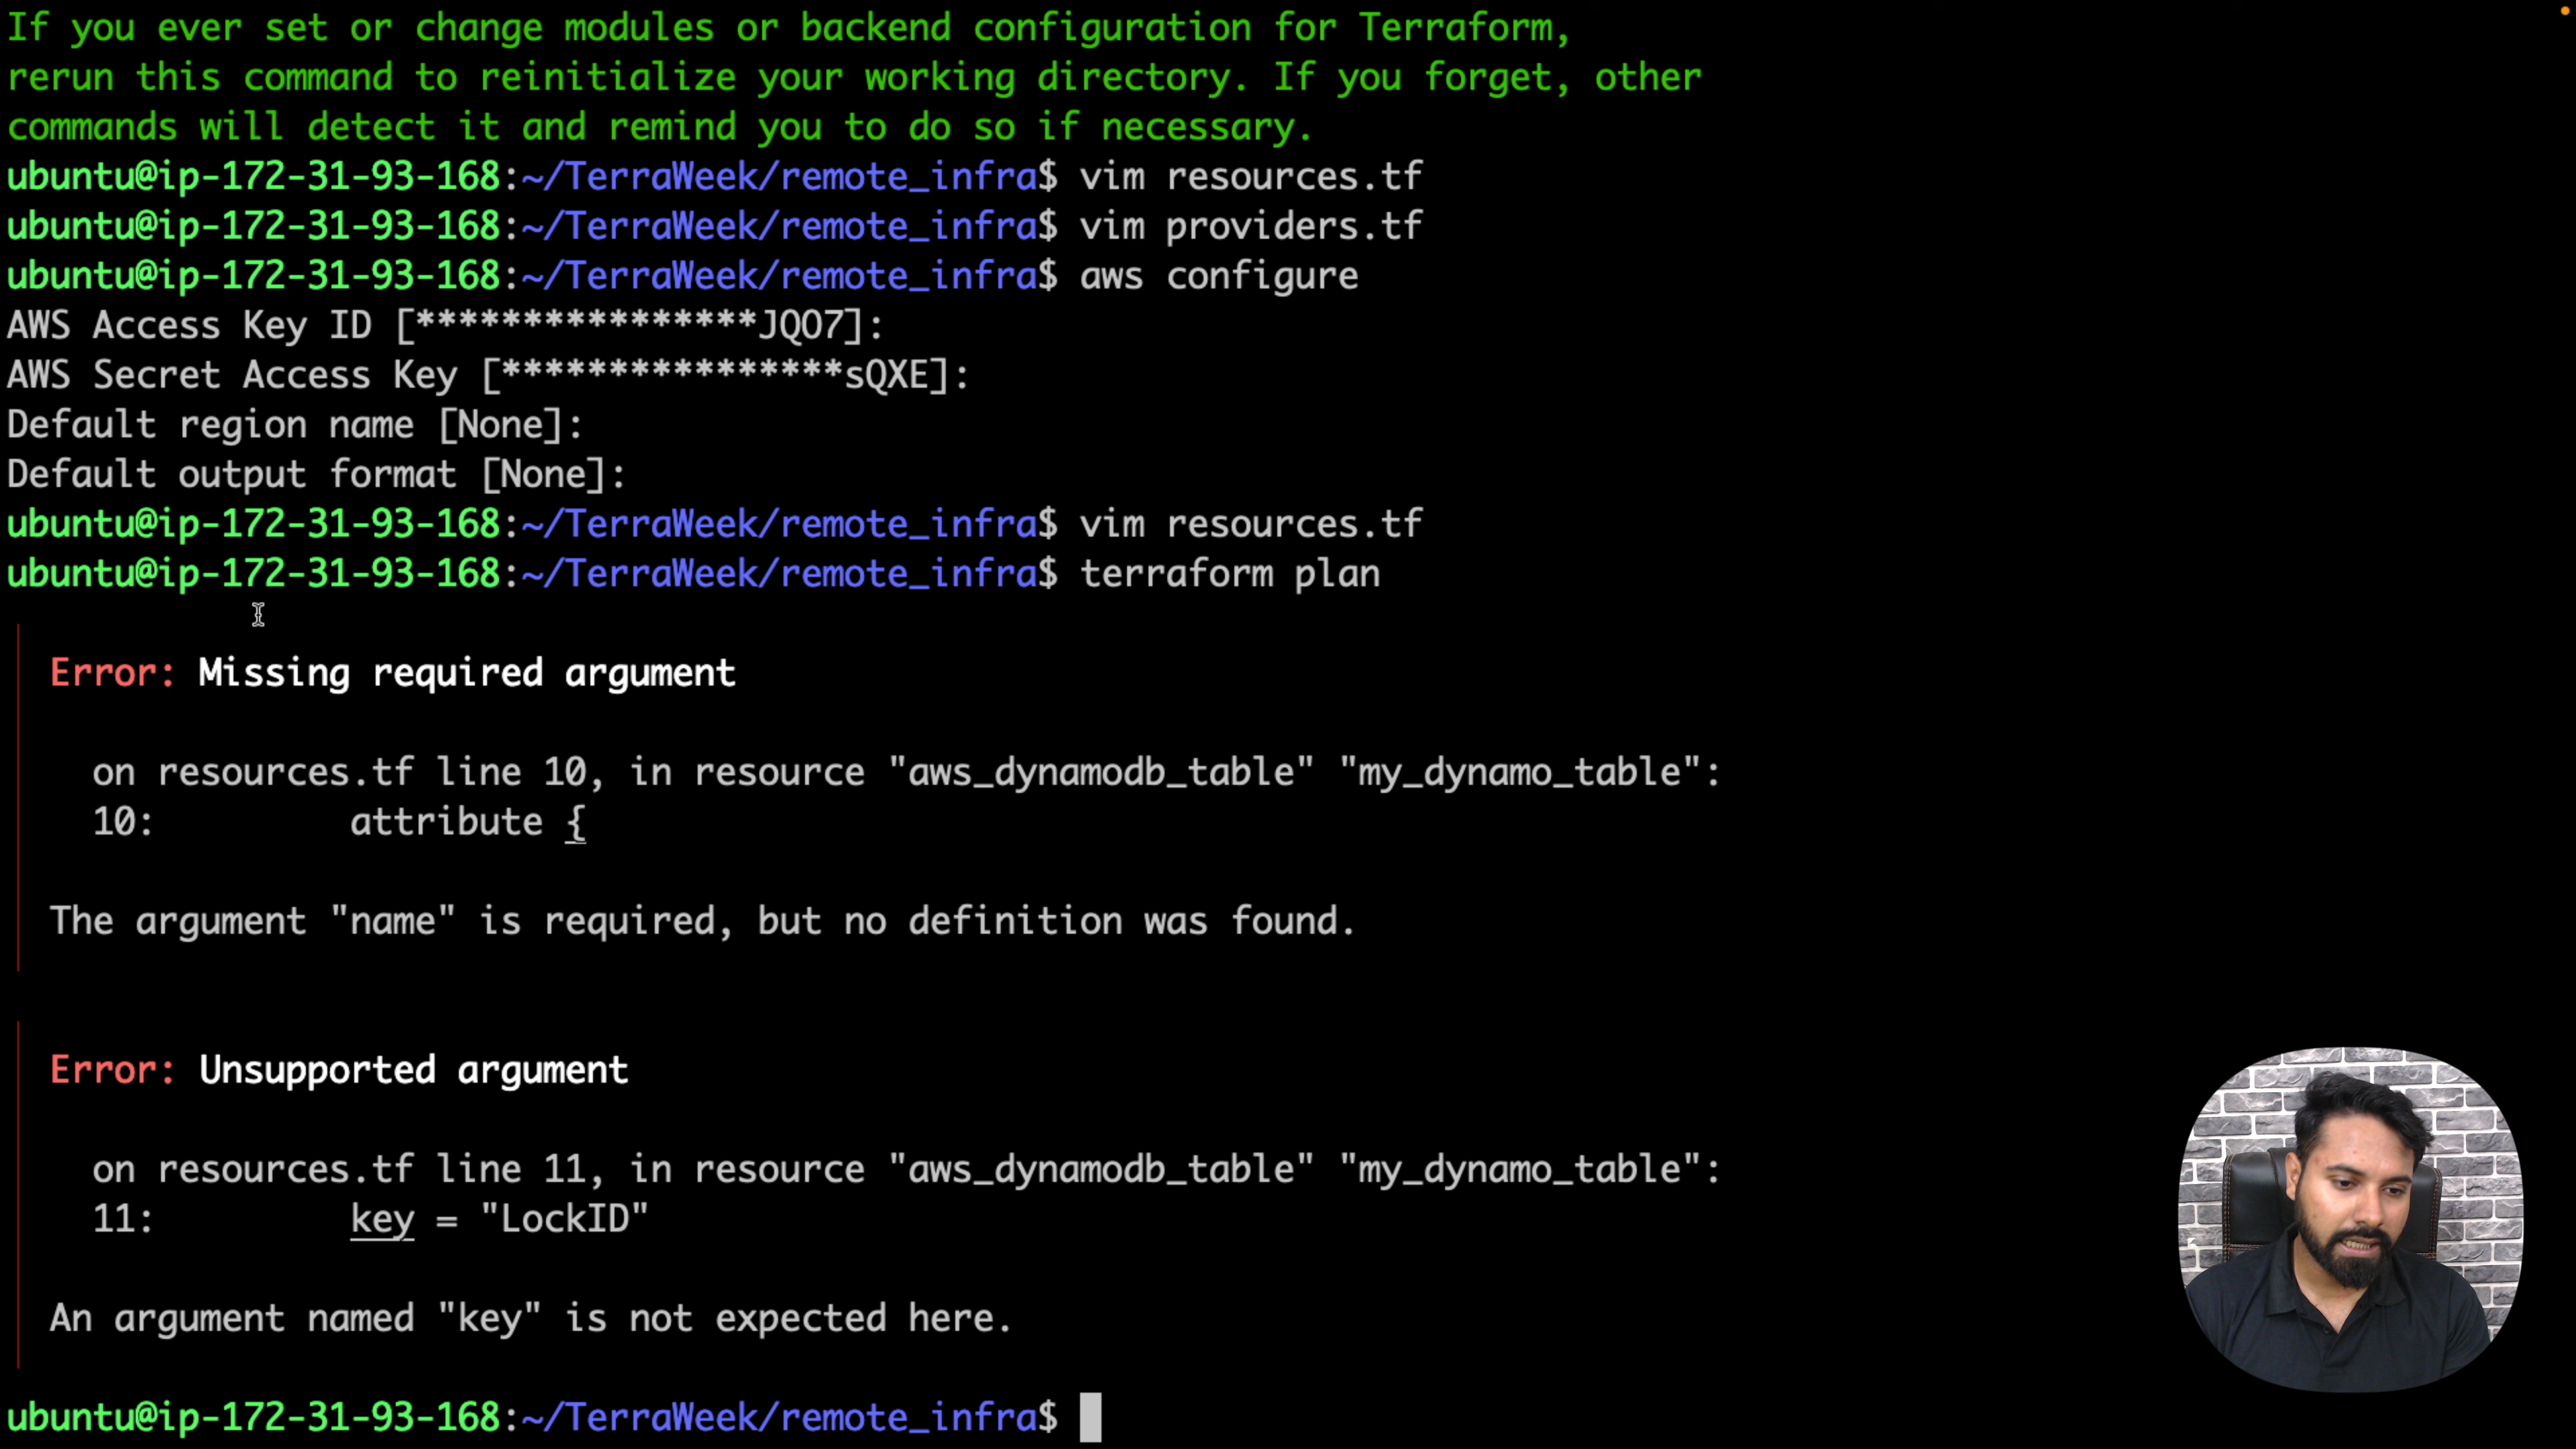 If you ever set or change modules or backend configuration for Terraform,
rerun this command to reinitialize your working directory. If you forget, other
commands will detect it and remind you to do so if necessary.
ubuntu@ip-172-31-93-168:~/TerraWeek/remote_infra$ vim resources.tf
ubuntu@ip-172-31-93-168:~/TerraWeek/remote_infra$ vim providers.tf
ubuntu@ip-172-31-93-168:~/TerraWeek/remote_infra$ aws configure
AWS Access Key ID [****************JQO7]:
AWS Secret Access Key [****************sQXE]:
Default region name [None]:
Default output format [None]:
ubuntu@ip-172-31-93-168:~/TerraWeek/remote_infra$ vim resources.tf
ubuntu@ip-172-31-93-168:~/TerraWeek/remote_infra$ terraform plan
Error: Missing required argument
on resources.tf line 10, in resource "aws_dynamodb_table" "my_dynamo_table":
10: attribute {
The argument "name" is required, but no definition was found.
Error: Unsupported argument
on resources.tf line 11, in resource "aws_dynamodb_table" "my_dynamo_table":
11: key = "LockID"
An argument named "key" is not expected here.
ubuntu@ip-172-31-93-168:~/TerraWeek/remote_infra$